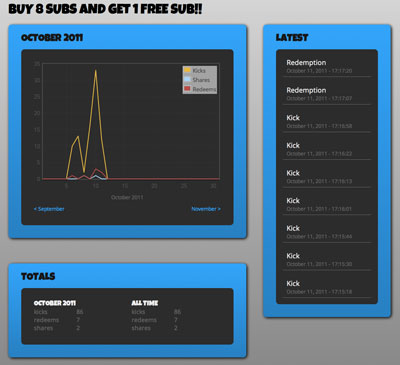 BUY 8 SUBS AND GET 1 FREE SUB!!
OCTOBER 2011
35
30
25
20
15
10
5
0
Kicks
Shares
Redeems
5
10
15
20
25
30
October 2011
< September
November >
TOTALS
OCTOBER 2011
kicks 86
redeems 7
shares 2
ALL TIME
kicks 86
redeems 7
shares 2
LATEST
Redemption
October 11, 2011 - 17:17:20
Redemption
October 11, 2011 - 17:17:07
Kick
October 11, 2011 - 17:16:58
Kick
October 11, 2011 - 17:16:22
Kick
October 11, 2011 - 17:16:13
Kick
October 11, 2011 - 17:16:01
Kick
October 11, 2011 - 17:15:44
Kick
October 11, 2011 - 17:15:30
Kick
October 11, 2011 - 17:15:18